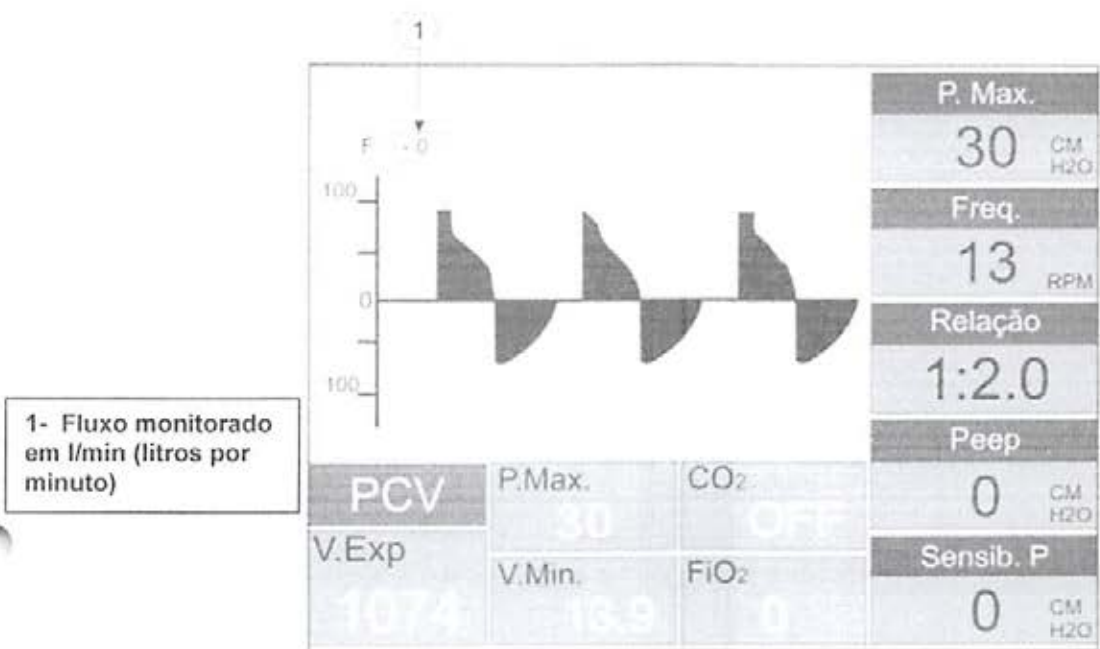 1
100
0
100
1- Fluxo monitorado
em l/min (litros por
minuto)
P. Max.
30 CM H2O
Freq.
13 RPM
Relação
1:2.0
Peep
0 CM H2O
Sensib. P
0 CM H2O
PCV
P.Max.
30
CO2
OFF
V.Exp
1074
V.Min.
13.9
FiO2
0